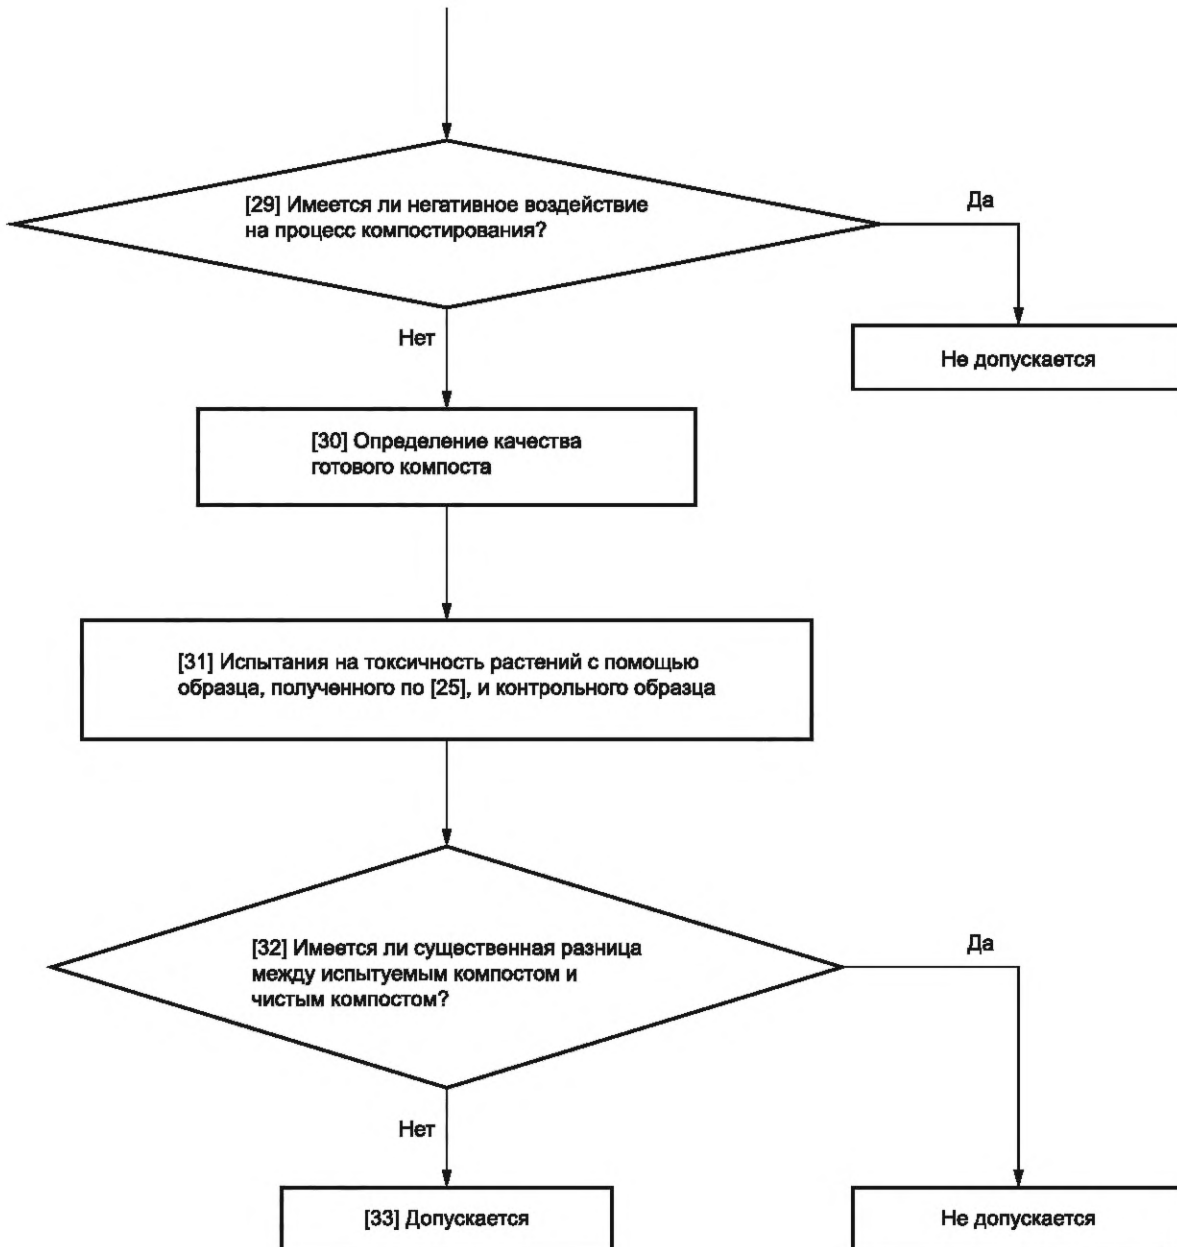 [29] Имеется ли негативное воздействие
на процесс компостирования?
Да
Нет
Не допускается
[30] Определение качества
готового компоста
[31] Испытания на токсичность растений с помощью
образца, полученного по [25], и контрольного образца
[32] Имеется ли существенная разница
между испытуемым компостом и
чистым компостом?
Да
Нет
[33] Допускается
Не допускается